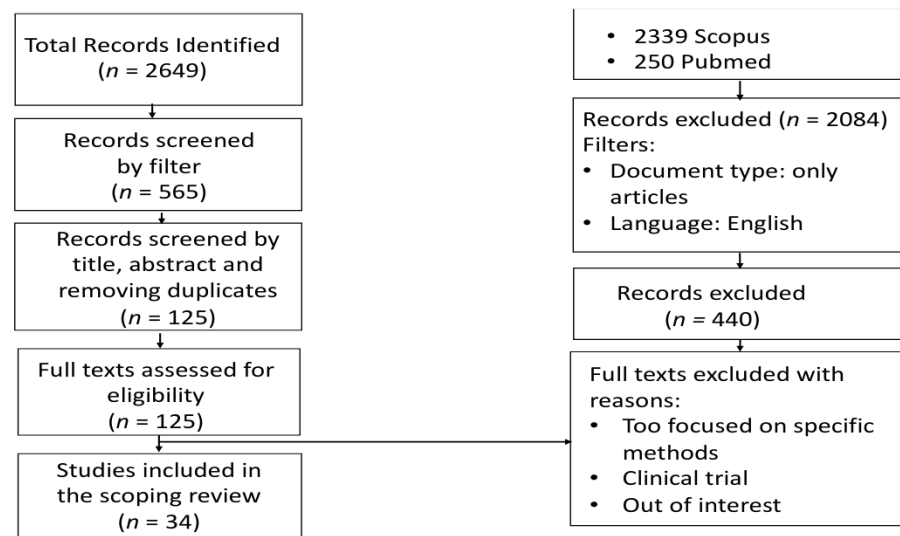 Total Records Identified
(n = 2649)
Records screened
by filter
(n = 565)
Records screened by
title, abstract and
removing duplicates
(n = 125)
Full texts assessed for
eligibility
(n = 125)
Studies included in
the scoping review
(n = 34)
• 2339 Scopus
• 250 Pubmed
Records excluded (n = 2084)
Filters:
• Document type: only
articles
• Language: English
Records excluded
(n = 440)
Full texts excluded with
reasons:
• Too focused on specific
methods
• Clinical trial
• Out of interest